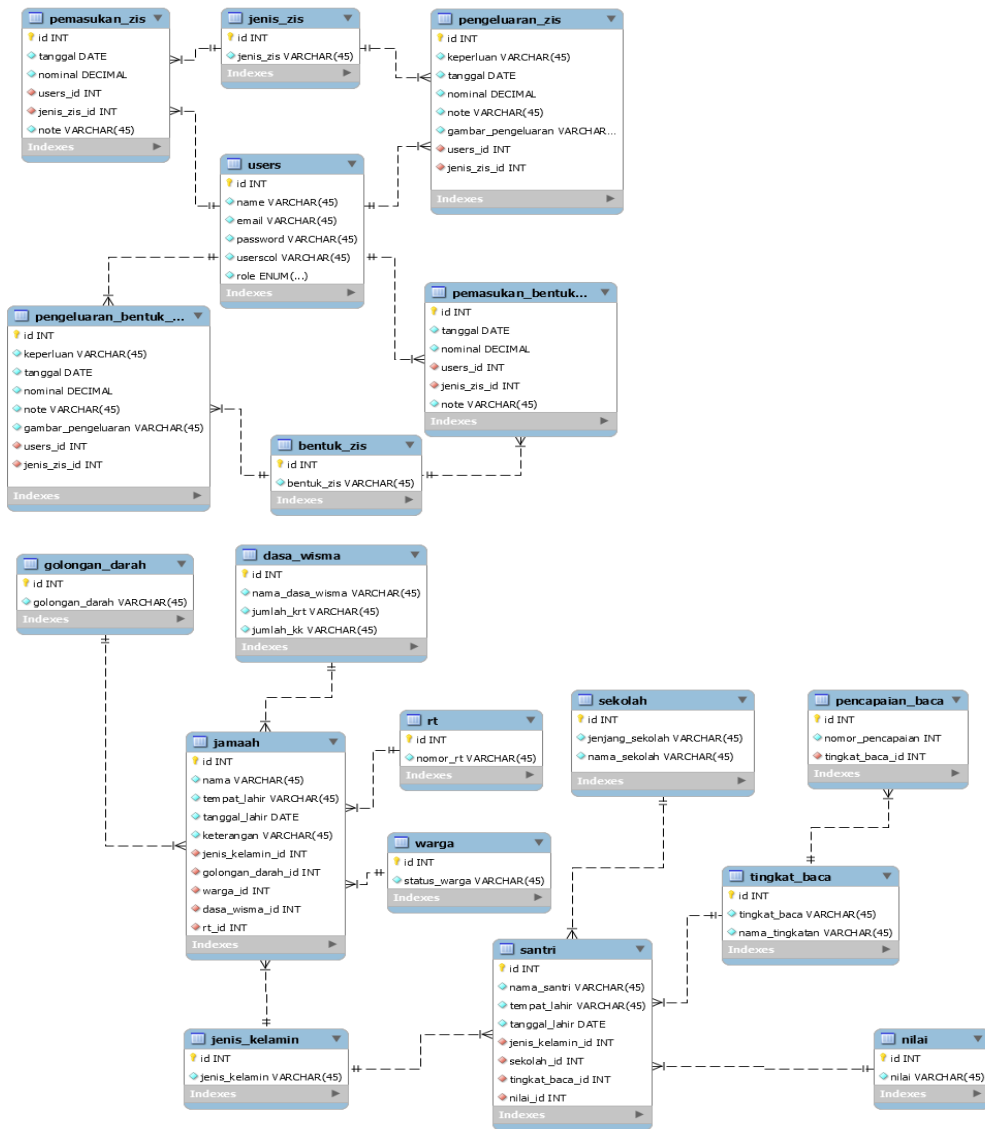 pemasukan_zis
id INT
tanggal DATE
nominal DECIMAL
users_id INT
jenis_zis_id INT
note VARCHAR(45)
Indexes
jenis_zis
id INT
jenis_zis VARCHAR(45)
Indexes
pengeluaran_zis
id INT
keperluan VARCHAR(45)
tanggal DATE
nominal DECIMAL
note VARCHAR(45)
gambar_pengeluaran VARCHAR...
users_id INT
jenis_zis_id INT
Indexes
users
id INT
name VARCHAR(45)
email VARCHAR(45)
password VARCHAR(45)
userscol VARCHAR(45)
role ENUM(...)
Indexes
pengeluaran_bentuk_...
id INT
keperluan VARCHAR(45)
tanggal DATE
nominal DECIMAL
note VARCHAR(45)
gambar_pengeluaran VARCHAR(45)
users_id INT
jenis_zis_id INT
Indexes
pemasukan_bentuk...
id INT
tanggal DATE
nominal DECIMAL
users_id INT
jenis_zis_id INT
note VARCHAR(45)
Indexes
bentuk_zis
id INT
bentuk_zis VARCHAR(45)
Indexes
golongan_darah
id INT
golongan_darah VARCHAR(45)
Indexes
dasa_wisma
id INT
nama_dasa_wisma VARCHAR(45)
jumlah_krt VARCHAR(45)
jumlah_kk VARCHAR(45)
Indexes
jamaah
id INT
nama VARCHAR(45)
tempat_lahir VARCHAR(45)
tanggal_lahir DATE
keterangan VARCHAR(45)
jenis_kelamin_id INT
golongan_darah_id INT
warga_id INT
dasa_wisma_id INT
rt_id INT
Indexes
rt
id INT
nomor_rt VARCHAR(45)
Indexes
warga
id INT
status_warga VARCHAR(45)
Indexes
sekolah
id INT
jenjang_sekolah VARCHAR(45)
nama_sekolah VARCHAR(45)
Indexes
pencapaian_baca
id INT
nomor_pencapaian INT
tingkat_baca_id INT
Indexes
tingkat_baca
id INT
tingkat_baca VARCHAR(45)
nama_tingkatan VARCHAR(45)
Indexes
santri
id INT
nama_santri VARCHAR(45)
tempat_lahir VARCHAR(45)
tanggal_lahir DATE
jenis_kelamin_id INT
sekolah_id INT
tingkat_baca_id INT
nilai_id INT
Indexes
jenis_kelamin
id INT
jenis_kelamin VARCHAR(45)
Indexes
nilai
id INT
nilai VARCHAR(45)
Indexes